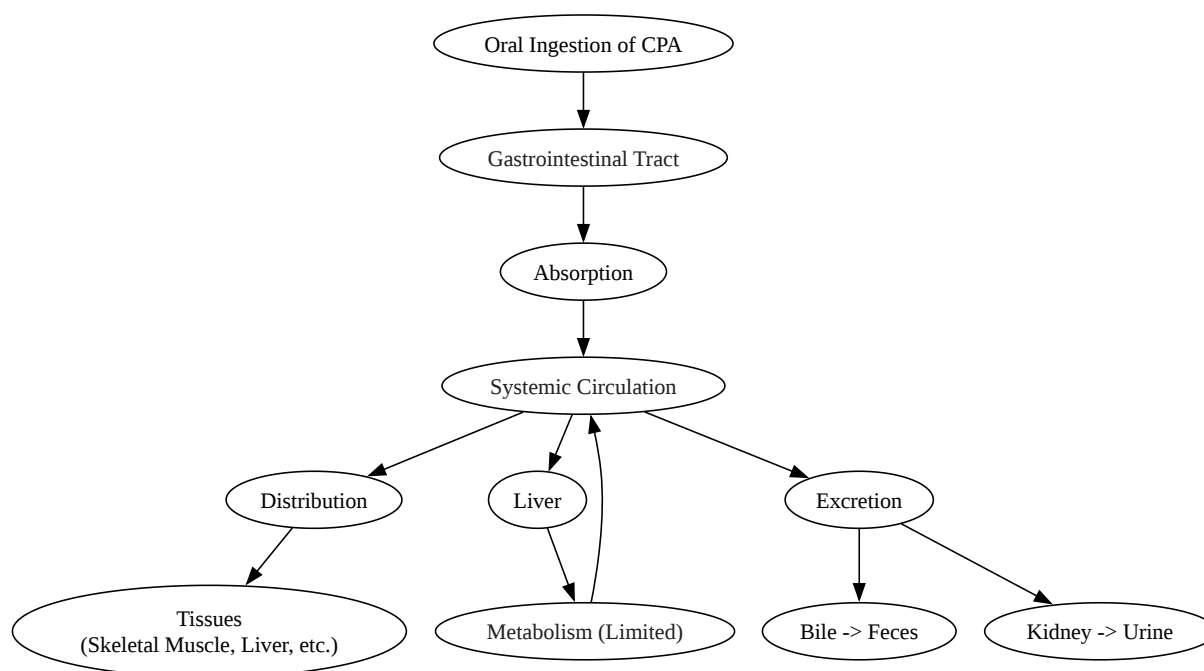 Oral Ingestion of CPA
Gastrointestinal Tract
Absorption
Systemic Circulation
Distribution
Liver
Excretion
Tissues
(Skeletal Muscle, Liver, etc.)
Metabolism (Limited)
Bile -> Feces
Kidney -> Urine